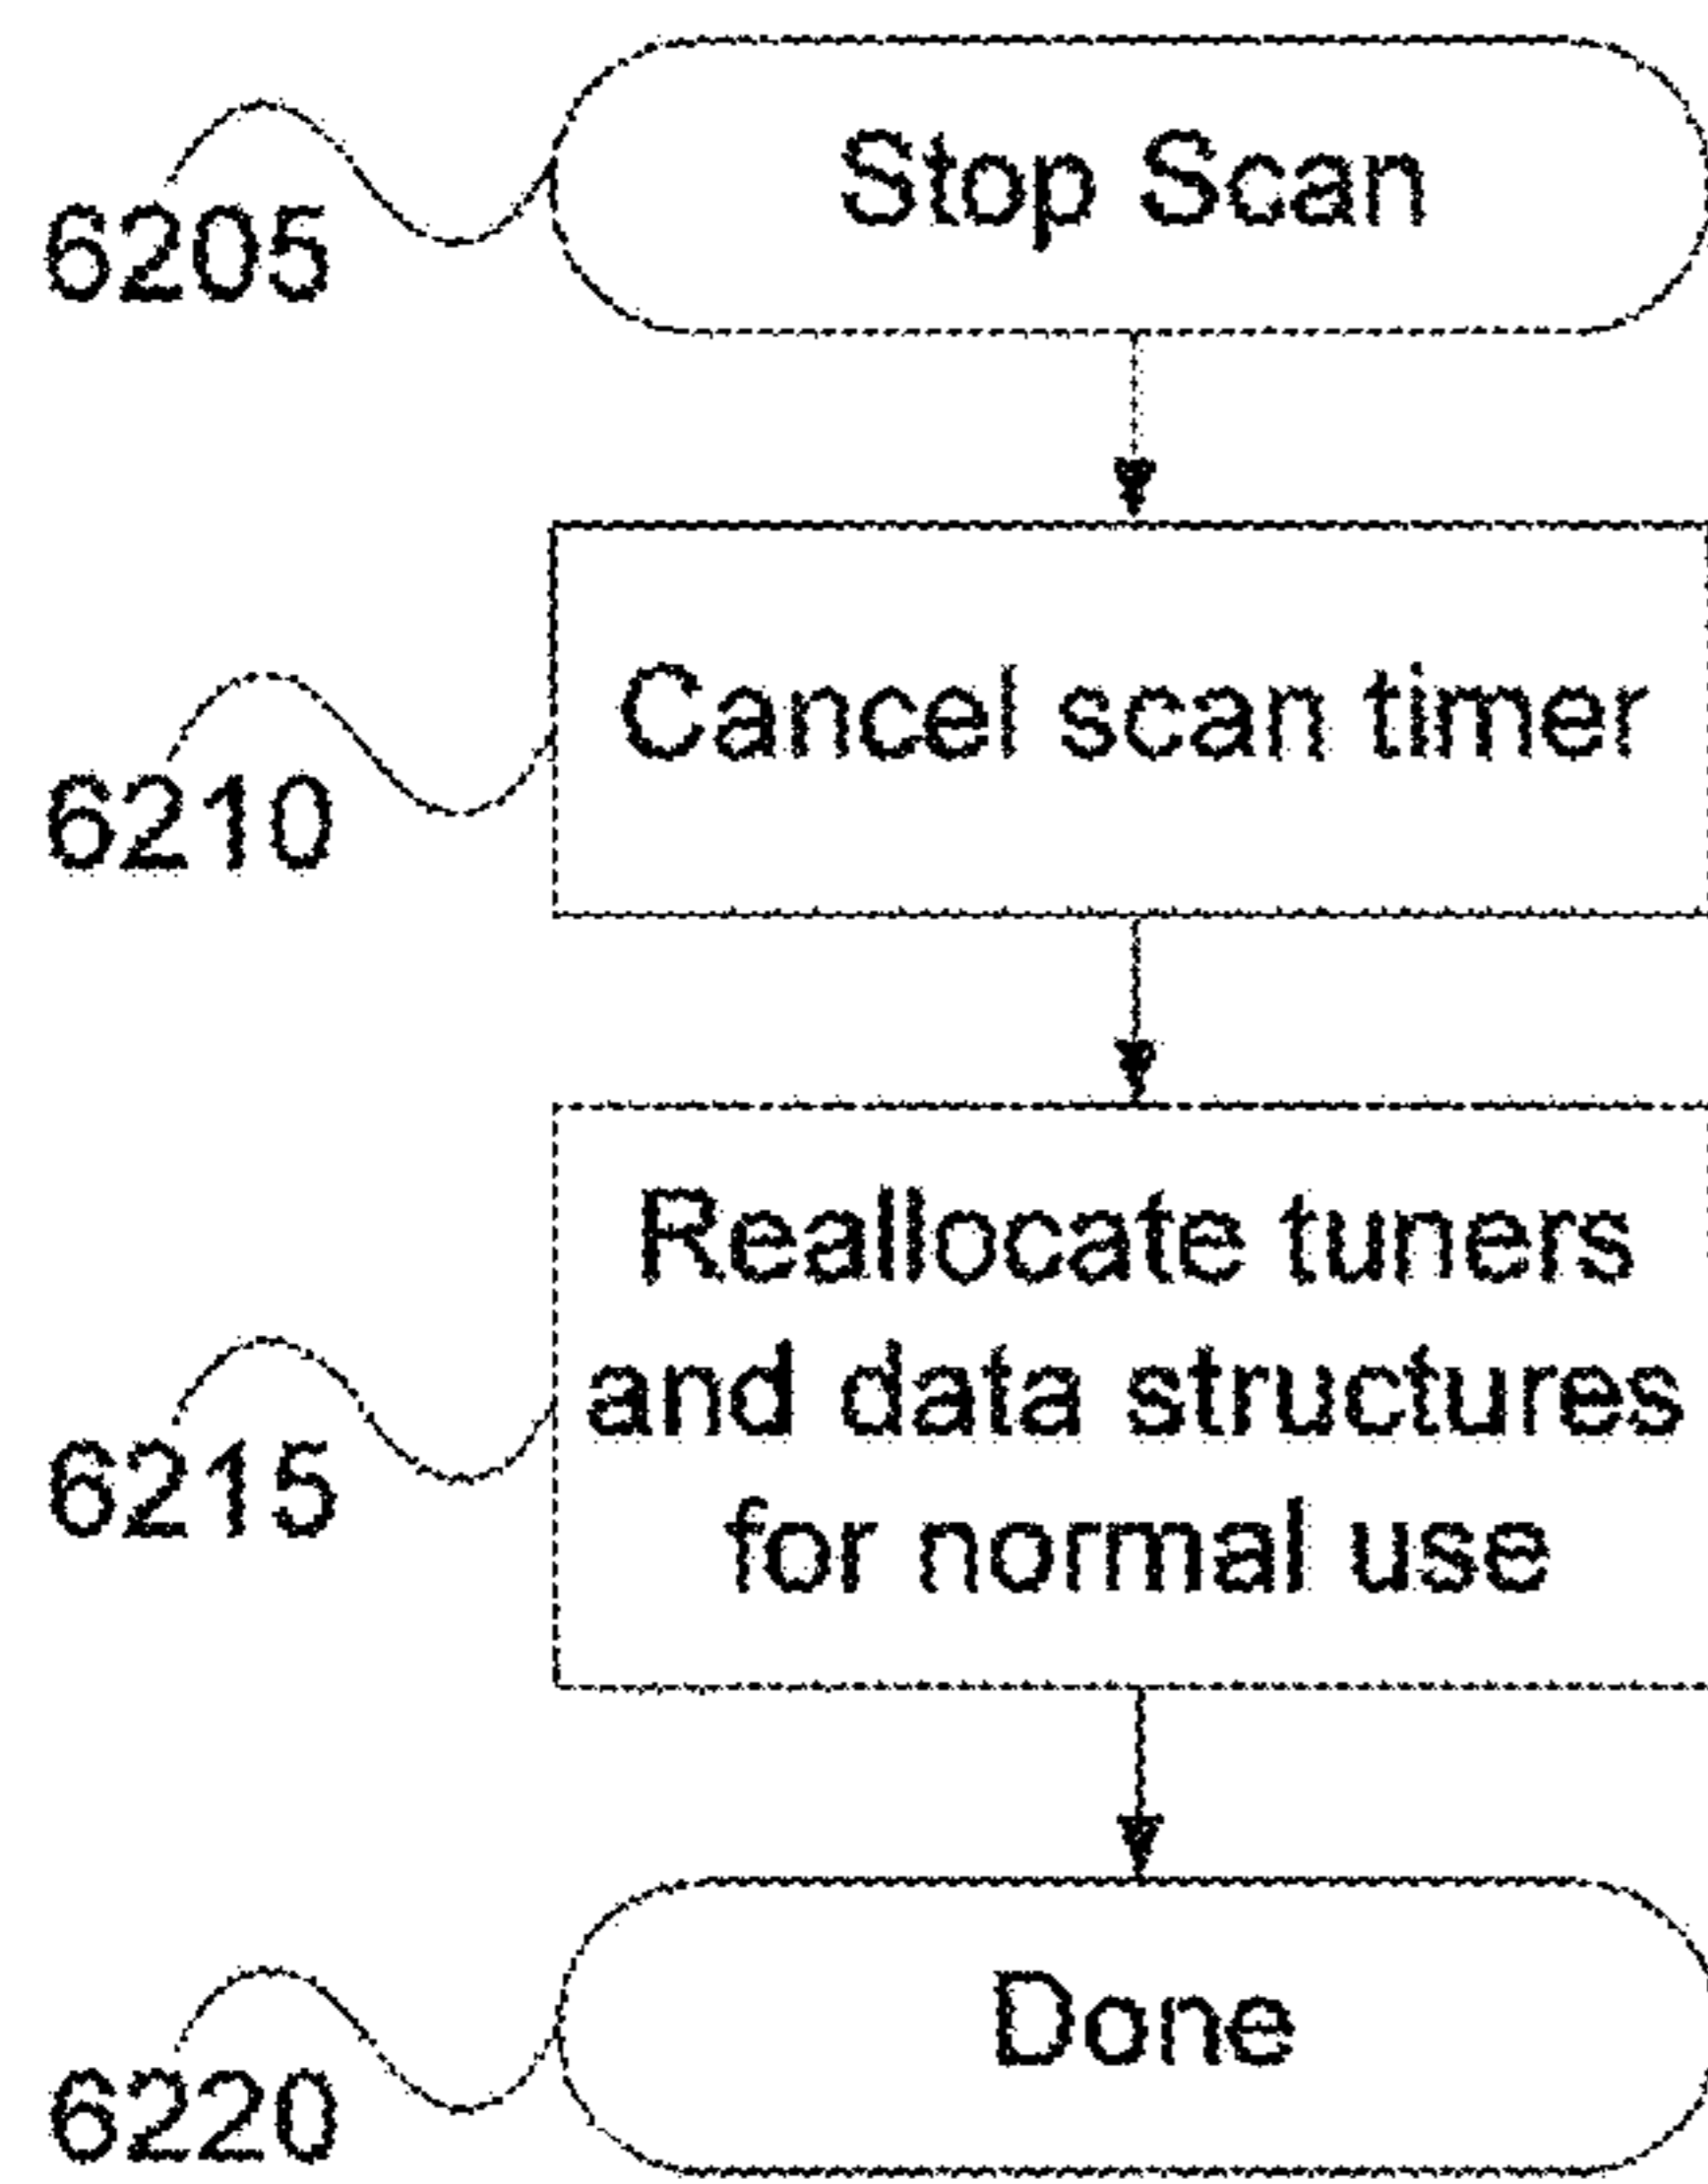 Stop Scan
6205
Cancel scan timer
6210
Reallocate tuners
and data structures
for normal use
6215
Done
6220